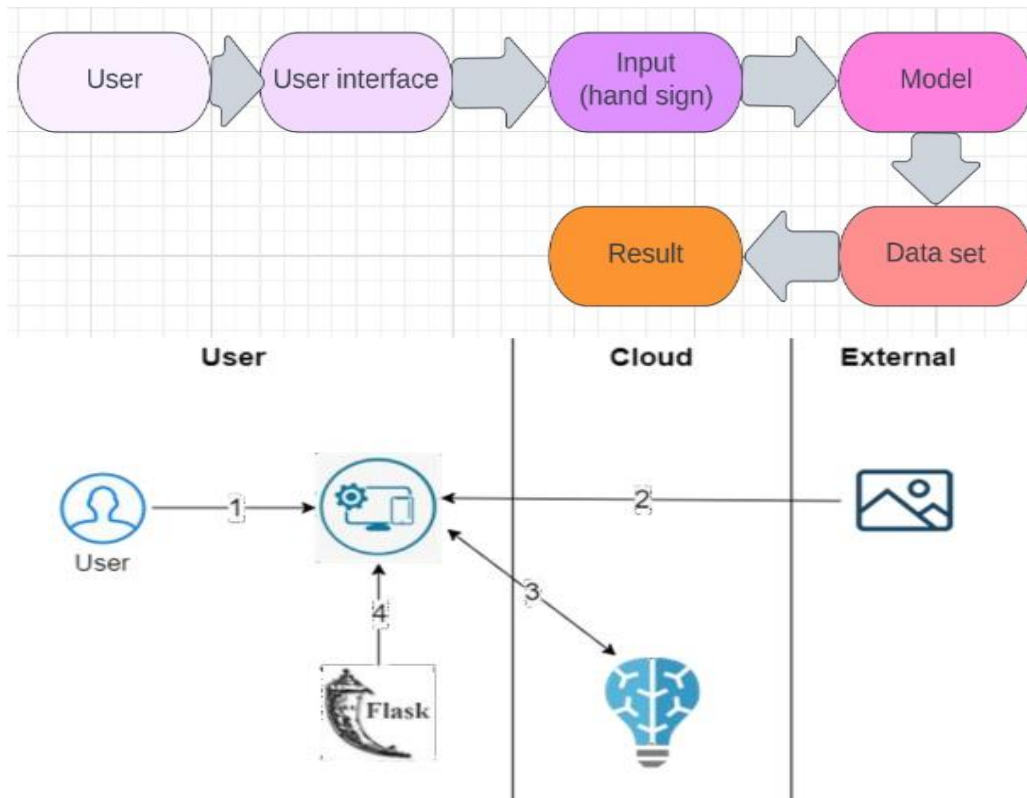 User
User interface
Input
(hand sign)
Model
Result
Data set
User
Cloud
External
1
2
User
3
4
Flask